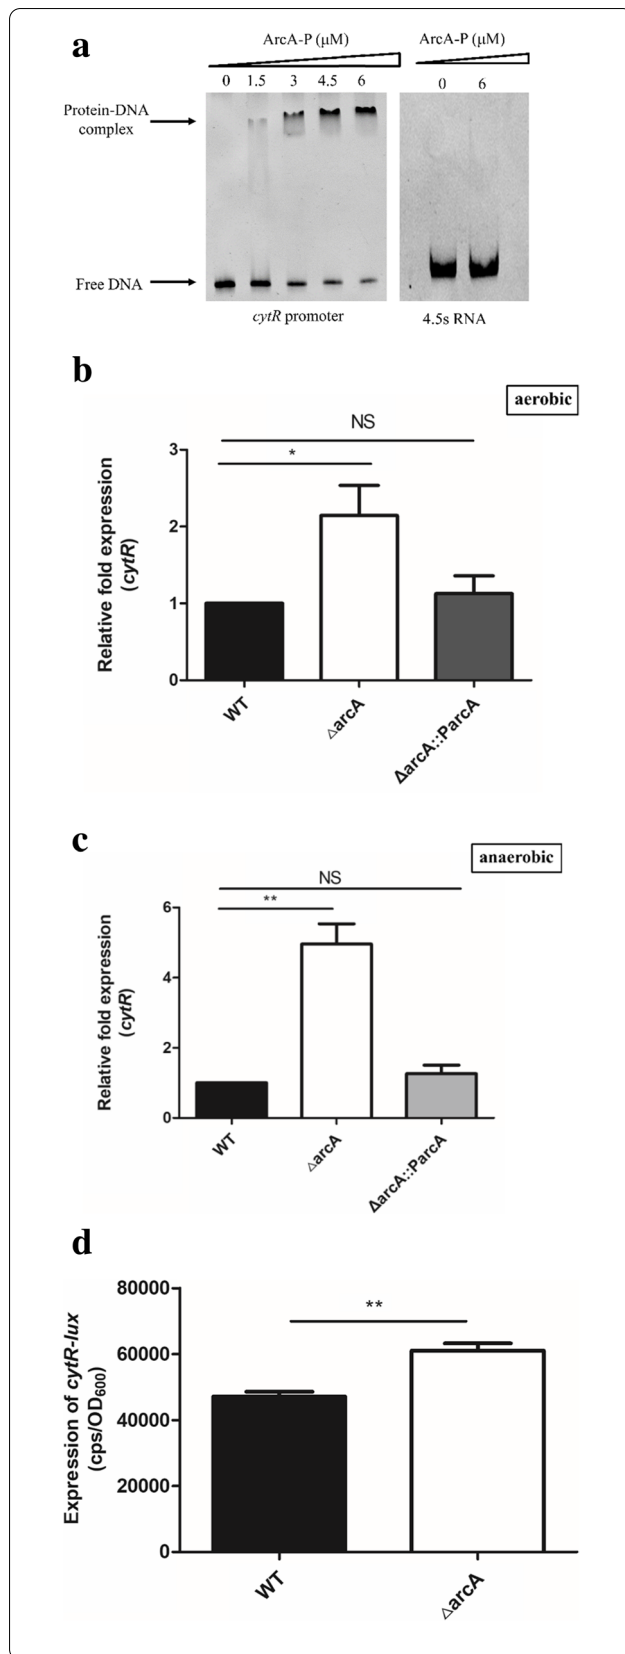 a
ArcA-P (μM)
0 1.5 3 4.5 6
ArcA-P (μM)
0 6
Protein-DNA
complex
Free DNA
cytR promoter
4.5s RNA
b
aerobic
NS
*
Relative fold expression
(cytR)
3
2
1
0
WT
△arcA
ΔarcA::ParcA
c
anaerobic
NS
**
Relative fold expression
(cytR)
6
4
2
0
WT
△arcA
ΔarcA::ParcA
d
**
Expression of cytR-lux
(cps/OD600)
80000
60000
40000
20000
0
WT
△arcA